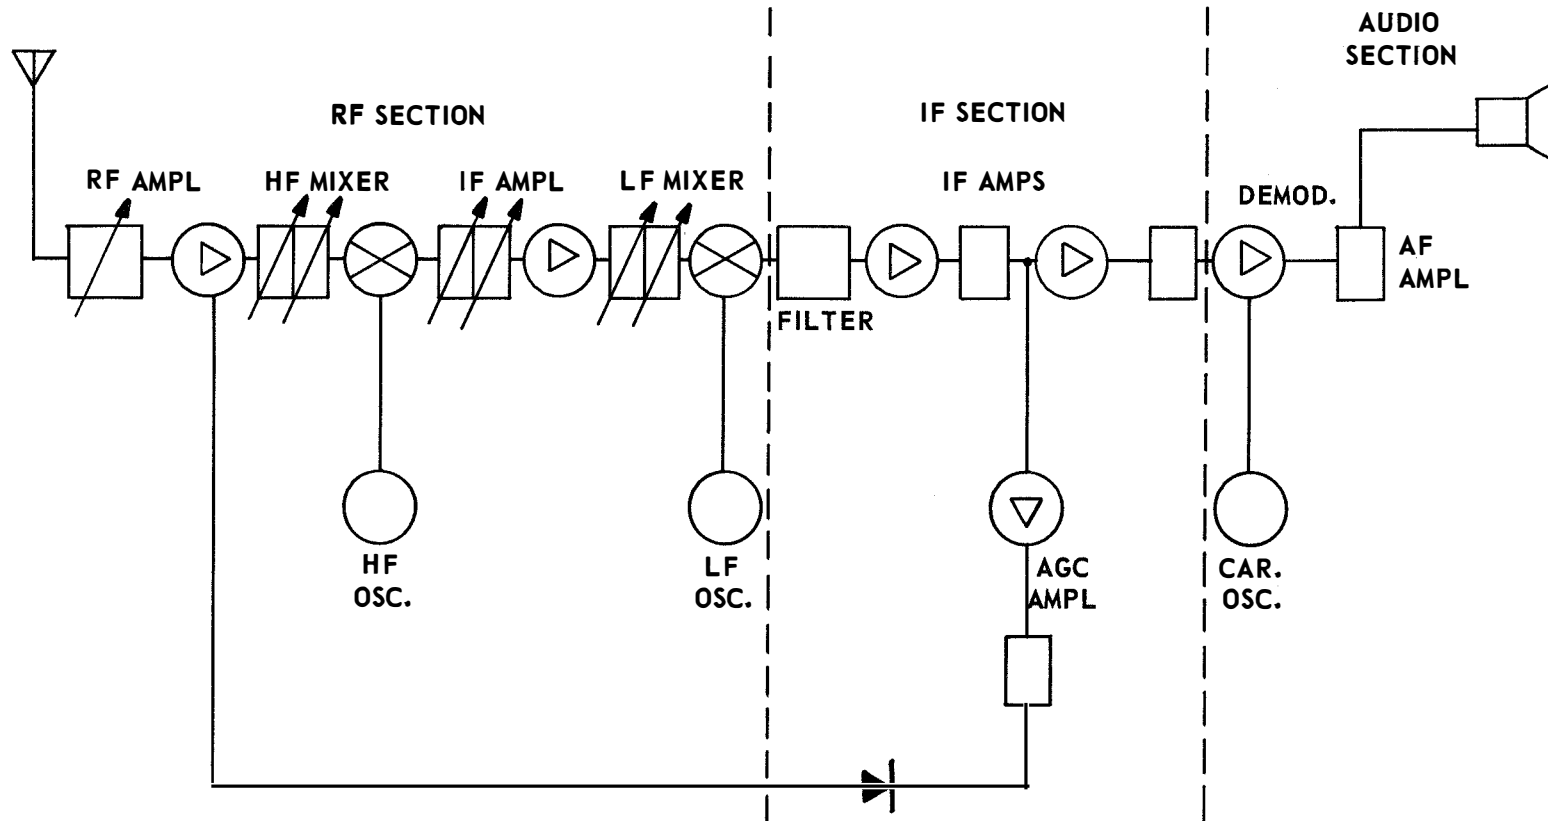 AUDIO
SECTION
RF SECTION
IF SECTION
RF AMPL
HF MIXER
IF AMPL
LF MIXER
IF AMPS
DEMOD.
AF
AMPL
FILTER
HF
OSC.
LF
OSC.
AGC
AMPL
CAR.
OSC.